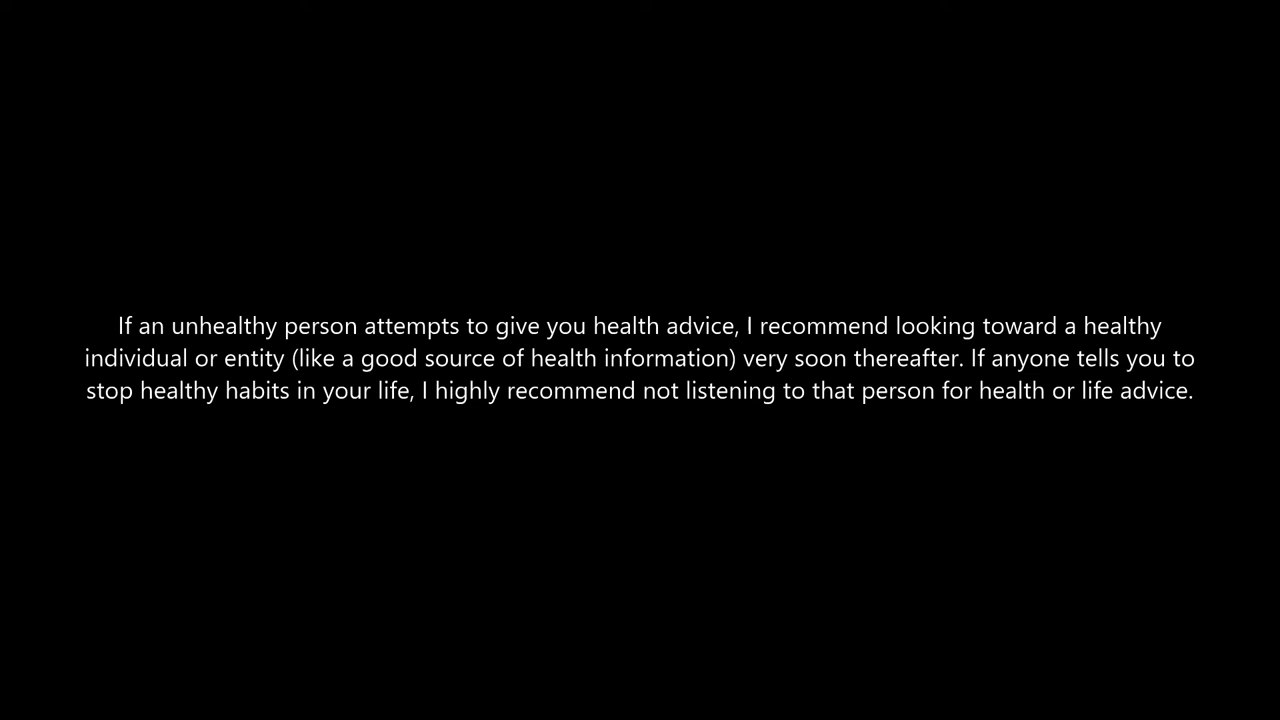 If an unhealthy person attempts to give you health advice, I recommend looking toward a healthy
individual or entity (like a good source of health information) very soon thereafter. If anyone tells you to
stop healthy habits in your life, I highly recommend not listening to that person for health or life advice.